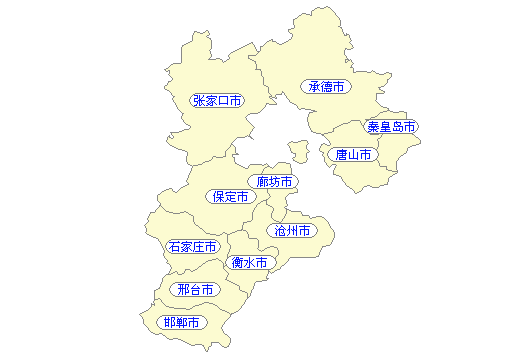 承德市
张家口市
秦皇岛市
唐山市
廊坊市
保定市
沧州市
石家庄市
衡水市
邢台市
邯郸市